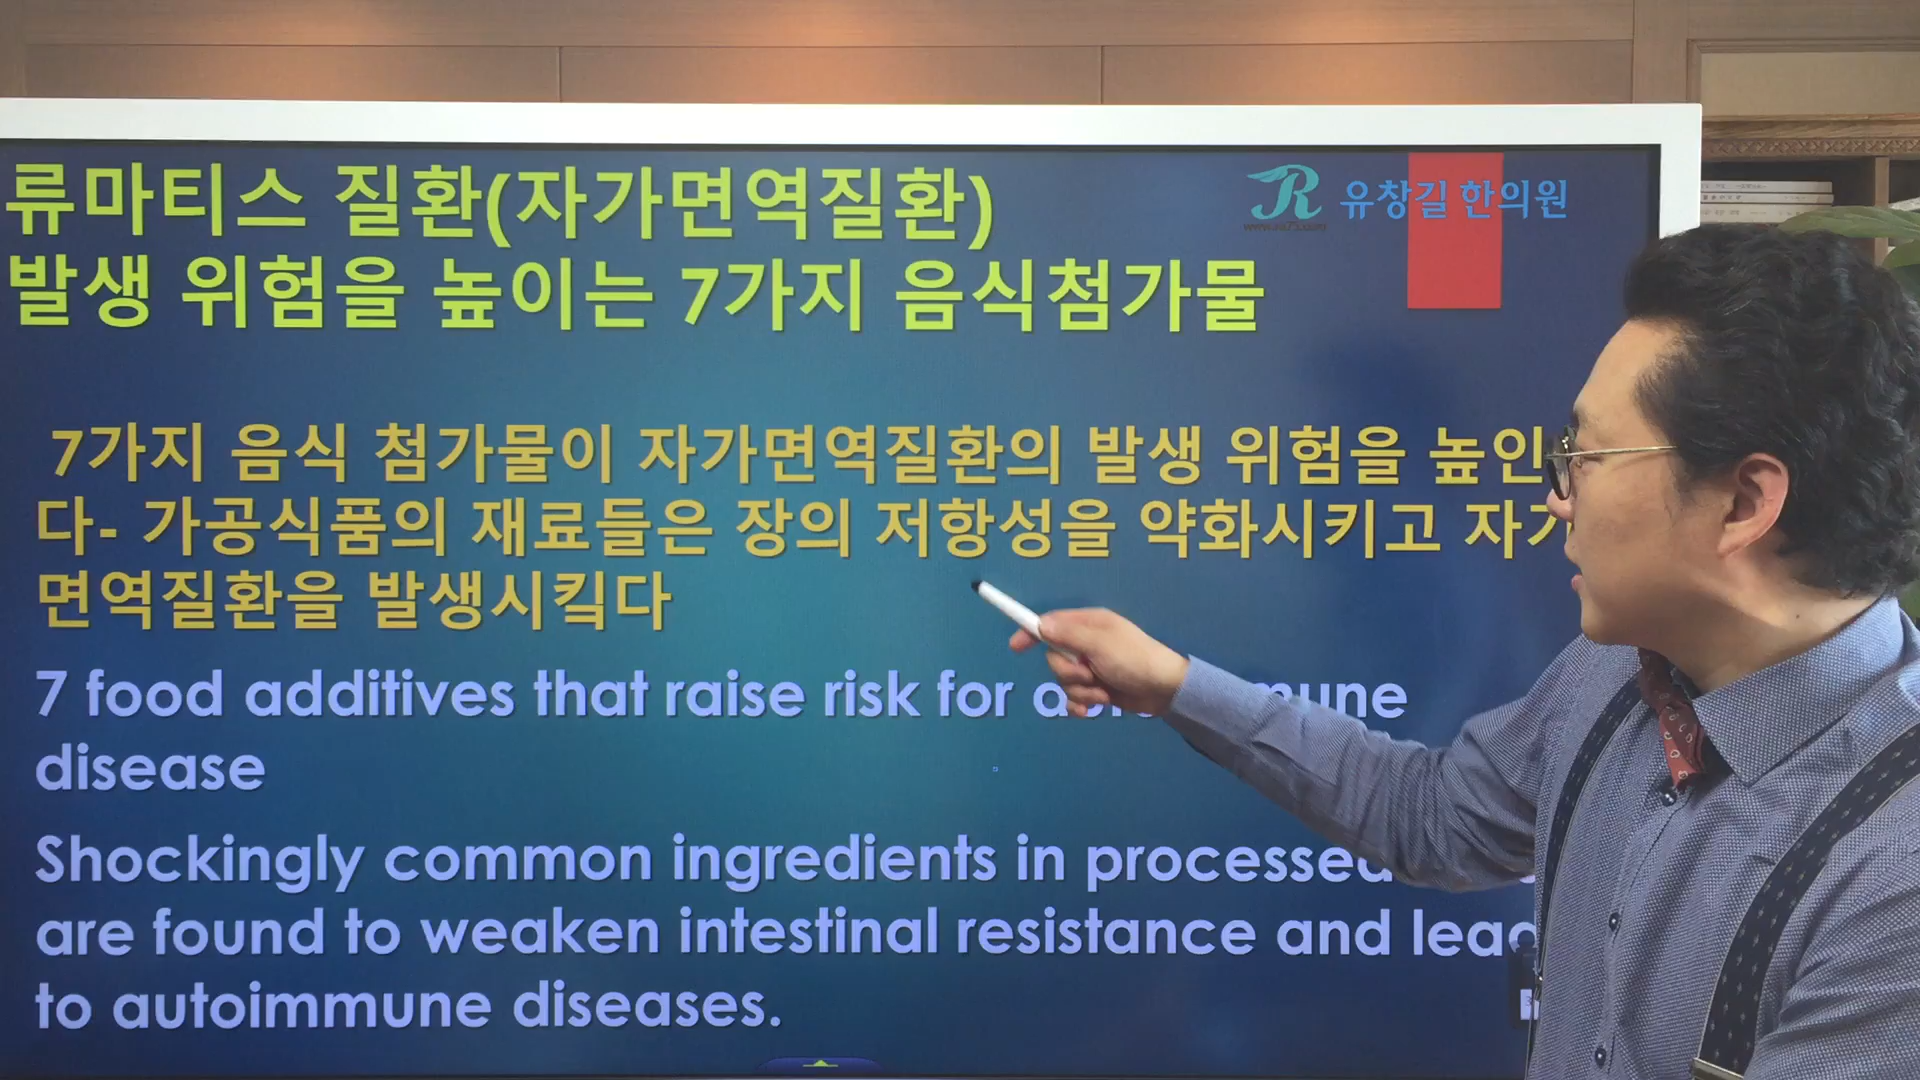 류마티스 질환(자가면역질환)
유창길 한의원
발생 위험을 높이는 7가지 음식첨가물
7가지 음식 첨가물이 자가면역질환의 발생 위험을 높인
다- 가공식품의 재료들은 장의 저항성을 약화시키고 자가
면역질환을 발생시킼다
7 food additives that raise risk for
disease
Shockingly common ingredients in processed
are found to weaken intestinal resistance and lead
to autoimmune diseases.